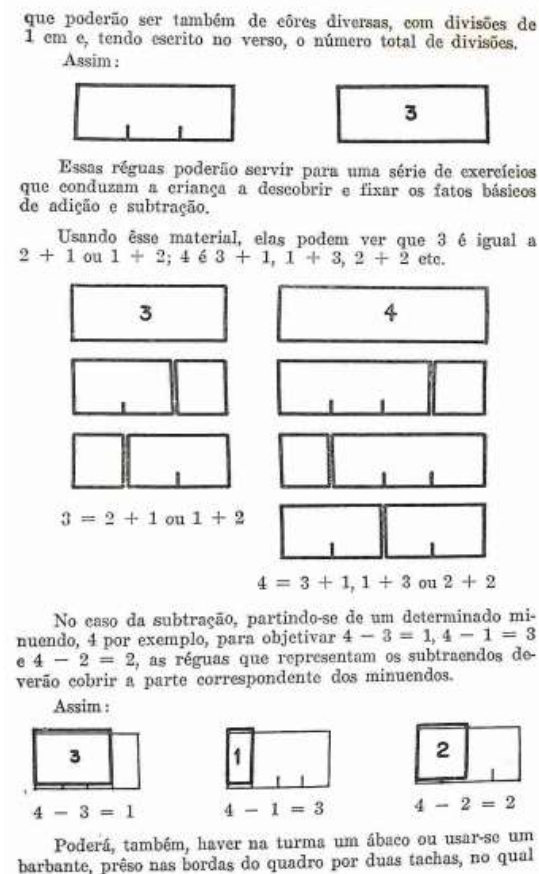 que poderão ser também de côres diversas, com divisões de
1 cm e, tendo escrito no verso, o número total de divisões.
Assim:
3
Essas réguas poderão servir para uma série de exercícios
que conduzam a criança a descobrir e fixar os fatos básicos
de adição e subtração.
Usando êsse material, elas podem ver que 3 é igual a
2 + 1 ou 1 + 2; 4 é 3 + 1, 1 + 3, 2 + 2 etc.
3
4
3 = 2 + 1 ou 1 + 2
4 = 3 + 1, 1 + 3 ou 2 + 2
No caso da subtração, partindo-se de um determinado mi-
nuendo, 4 por exemplo, para objetivar 4 − 3 = 1, 4 − 1 = 3
e 4 − 2 = 2, as réguas que representam os subtraendos de-
verão cobrir a parte correspondente dos minuendos.
Assim:
3
1
2
4 − 3 = 1
4 − 1 = 3
4 − 2 = 2
Poderá, também, haver na turma um ábaco ou usar-se um
barbante, prêso nas bordas do quadro por duas tachas, no qual